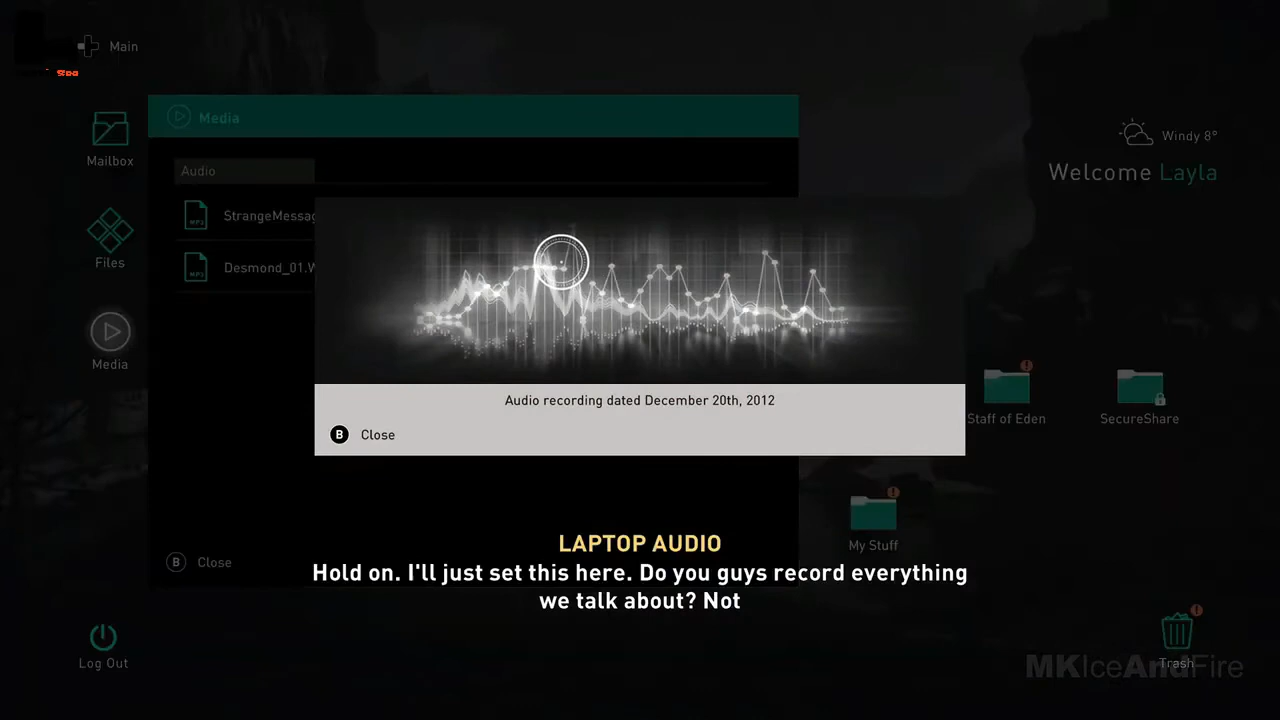 Main
Mailbox
Media
Windy 8°
Welcome Layla
Audio
StrangeMessag
Files
Desmond_01.W
Media
Audio recording dated December 20th, 2012
B Close
Staff of Eden
SecureShare
LAPTOP AUDIO
My Stuff
B Close
Hold on. I'll just set this here. Do you guys record everything
we talk about? Not
Log Out
Trash
MKIceAndFire